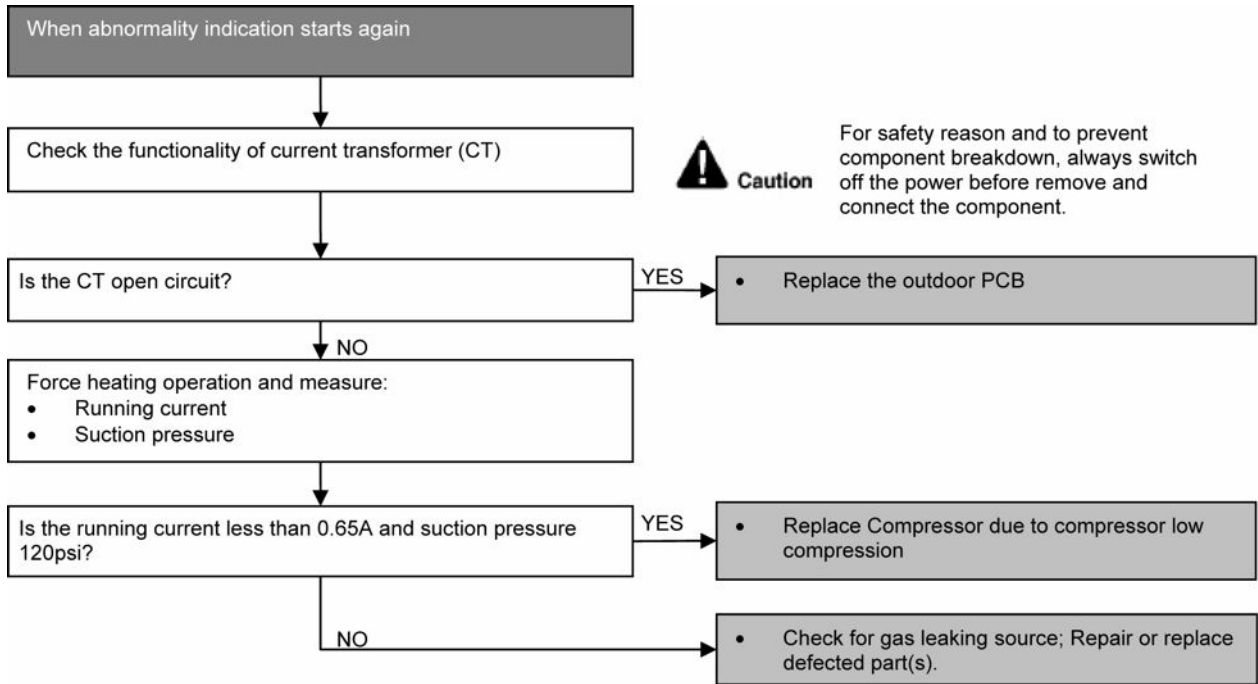 When abnormality indication starts again
Check the functionality of current transformer (CT)
Caution
For safety reason and to prevent
component breakdown, always switch
off the power before remove and
connect the component.
Is the CT open circuit?
YES
• Replace the outdoor PCB
NO
Force heating operation and measure:
• Running current
• Suction pressure
Is the running current less than 0.65A and suction pressure
120psi?
YES
• Replace Compressor due to compressor low
compression
NO
• Check for gas leaking source; Repair or replace
defected part(s).